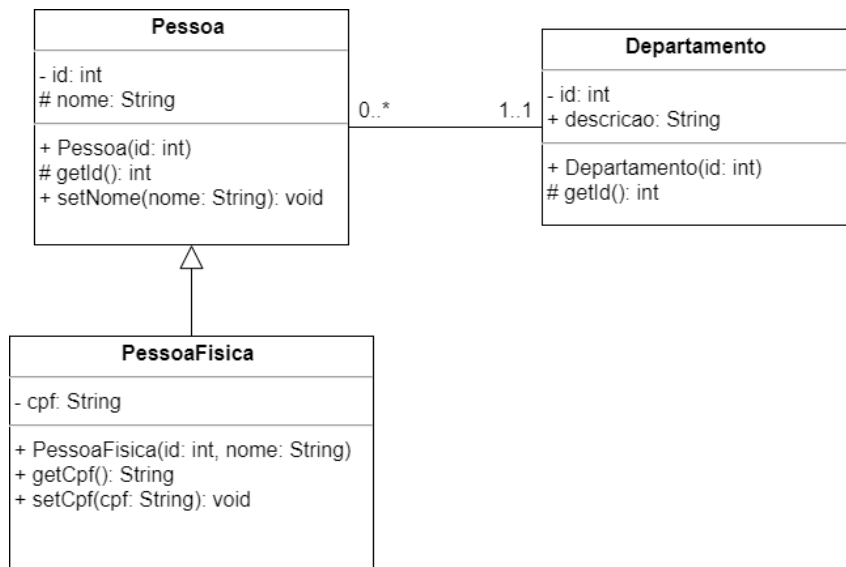 Pessoa
- id: int
# nome: String
+ Pessoa(id: int)
# getId(): int
+ setNome(nome: String): void
0..*
1..1
Departamento
- id: int
+ descricao: String
+ Departamento(id: int)
# getId(): int
PessoaFisica
- cpf: String
+ PessoaFisica(id: int, nome: String)
+ getCpf(): String
+ setCpf(cpf: String): void